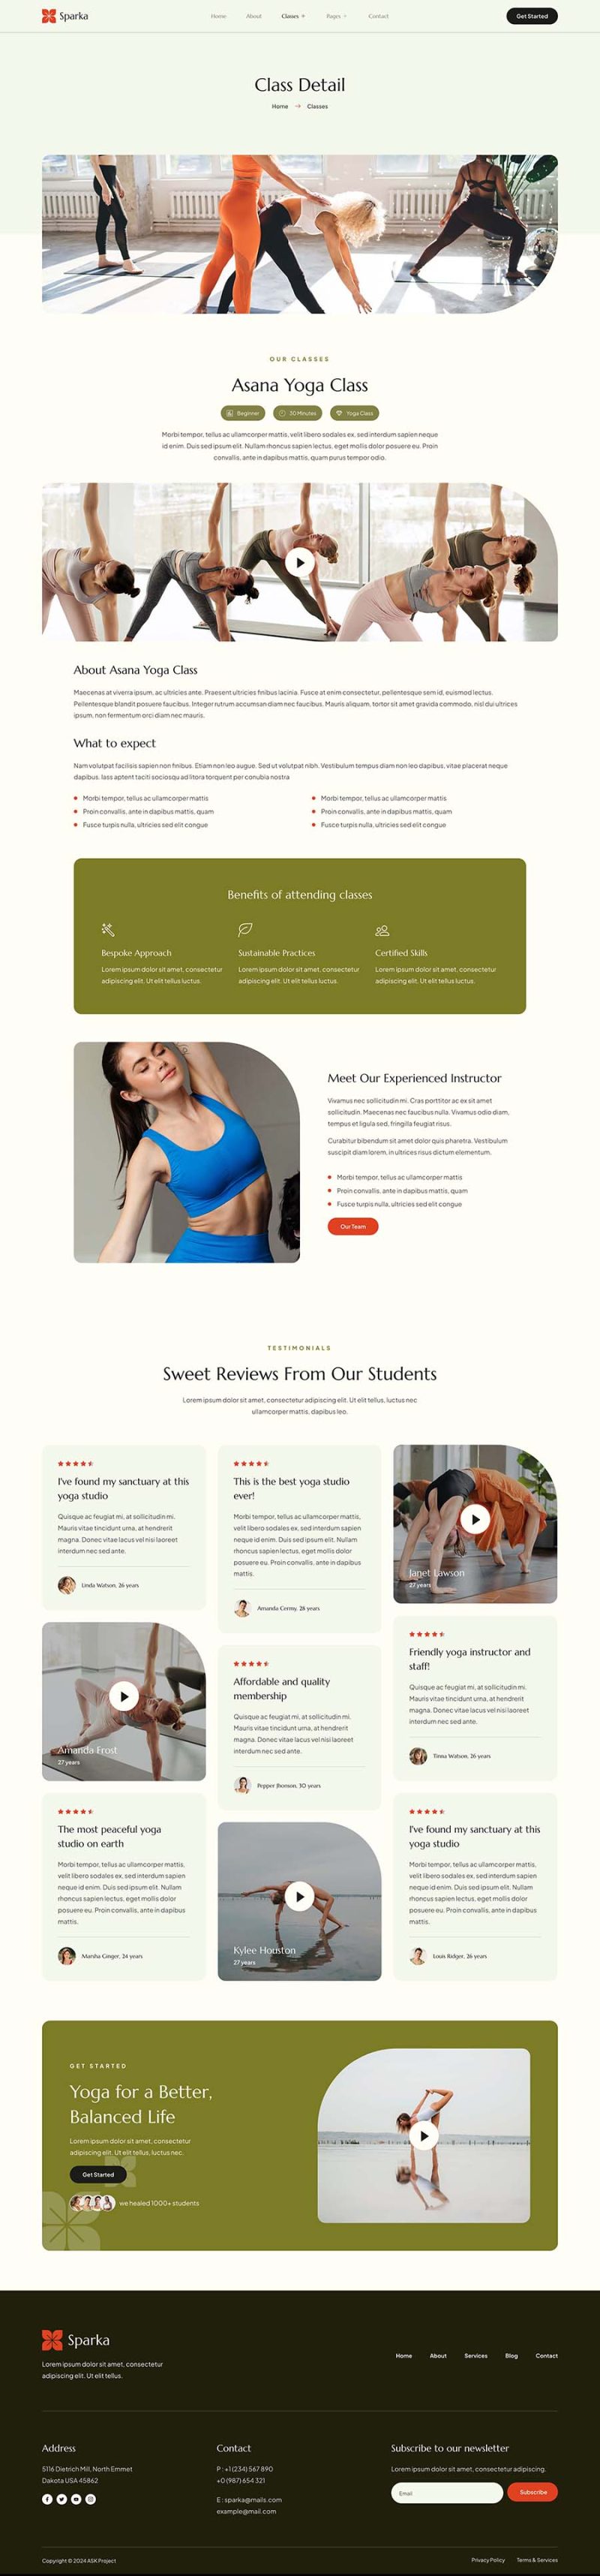 Sparka
Home About Classes Pages Contact
Get Started
Class Detail
Home → Classes
OUR CLASSES
Asana Yoga Class
Beginner 30 Minutes Yoga Class
Morbi tempor, tellus ac ullamcorper mattis, velit libero sodales ex, sed interdum sapien neque
id enim. Duis sed ipsum elit. Nullam rhoncus sapien lectus, eget mollis dolor posuere eu. Proin
convallis, ante in dapibus mattis, quam purus tempor odio.
About Asana Yoga Class
Maecenas at viverra ipsum, ac ultricies ante. Praesent ultricies finibus lacinia. Fusce at enim consectetur, pellentesque sem id, euismod lectus.
Pellentesque blandit posuere faucibus. Integer rutrum accumsan diam nec faucibus. Mauris aliquam, tortor sit amet gravida commodo, nisl dui ultrices
ipsum, non fermentum orci diam nec mauris.
What to expect
Nam volutpat facilisis sapien non finibus. Etiam non leo augue. Sed ut volutpat nibh. Vestibulum tempus diam non leo dapibus, vitae placerat neque
dapibus. Iass aptent taciti sociosqu ad litora torquent per conubia nostra
Morbi tempor, tellus ac ullamcorper mattis
Proin convallis, ante in dapibus mattis, quam
Fusce turpis nulla, ultricies sed elit congue
Morbi tempor, tellus ac ullamcorper mattis
Proin convallis, ante in dapibus mattis, quam
Fusce turpis nulla, ultricies sed elit congue
Benefits of attending classes
Bespoke Approach
Lorem ipsum dolor sit amet, consectetur
adipiscing elit. Ut elit tellus luctus.
Sustainable Practices
Lorem ipsum dolor sit amet, consectetur
adipiscing elit. Ut elit tellus luctus.
Certified Skills
Lorem ipsum dolor sit amet, consectetur
adipiscing elit. Ut elit tellus luctus.
Meet Our Experienced Instructor
Vivamus nec sollicitudin mi. Cras porttitor ac ex sit amet
sollicitudin. Maecenas nec faucibus nulla. Vivamus odio diam,
tempus et ligula sed, fringilla feugiat risus.
Curabitur bibendum sit amet dolor quis pharetra. Vestibulum
suscipit diam lorem, in ultrices risus dictum elementum.
Morbi tempor, tellus ac ullamcorper mattis
Proin convallis, ante in dapibus mattis, quam
Fusce turpis nulla, ultricies sed elit congue
Our Team
TESTIMONIALS
Sweet Reviews From Our Students
Lorem ipsum dolor sit amet, consectetur adipiscing elit. Ut elit tellus, luctus nec
ullamcorper mattis, dapibus leo.
I've found my sanctuary at this
yoga studio
Quisque ac feugiat mi, at sollicitudin mi.
Mauris vitae tincidunt urna, at hendrerit
magna. Donec vitae lacus vel nisi laoreet
interdum nec sed ante.
Linda Watson, 26 years
Amanda Frost
27 years
The most peaceful yoga
studio on earth
Morbi tempor, tellus ac ullamcorper mattis,
velit libero sodales ex, sed interdum sapien
neque id enim. Duis sed ipsum elit. Nullam
rhoncus sapien lectus, eget mollis dolor
posuere eu. Proin convallis, ante in dapibus
mattis.
Marsha Ginger, 24 years
This is the best yoga studio
ever!
Morbi tempor, tellus ac ullamcorper mattis,
velit libero sodales ex, sed interdum sapien
neque id enim. Duis sed ipsum elit. Nullam
rhoncus sapien lectus, eget mollis dolor
posuere eu. Proin convallis, ante in dapibus
mattis.
Amanda Cermy, 28 years
Affordable and quality
membership
Quisque ac feugiat mi, at sollicitudin mi.
Mauris vitae tincidunt urna, at hendrerit
magna. Donec vitae lacus vel nisi laoreet
interdum nec sed ante.
Pepper Jhonson, 30 years
Kylee Houston
27 years
Janet Lawson
27 years
Friendly yoga instructor and
staff!
Quisque ac feugiat mi, at sollicitudin mi.
Mauris vitae tincidunt urna, at hendrerit
magna. Donec vitae lacus vel nisi laoreet
interdum nec sed ante.
Tinna Watson, 26 years
I've found my sanctuary at this
yoga studio
Morbi tempor, tellus ac ullamcorper mattis,
velit libero sodales ex, sed interdum sapien
neque id enim. Duis sed ipsum elit. Nullam
rhoncus sapien lectus, eget mollis dolor
posuere eu. Proin convallis, ante in dapibus
mattis.
Louis Ridger, 26 years
GET STARTED
Yoga for a Better,
Balanced Life
Lorem ipsum dolor sit amet, consectetur
adipiscing elit. Ut elit tellus, luctus nec.
Get Started
we healed 1000+ students
Sparka
Lorem ipsum dolor sit amet, consectetur
adipiscing elit. Ut elit tellus.
Home About Services Blog Contact
Address
5116 Dietrich Mill, North Emmet
Dakota USA 45862
Contact
P : +1 (234) 567 890
+0 (987) 654 321
E : sparka@mails.com
example@mail.com
Subscribe to our newsletter
Lorem ipsum dolor sit amet, consectetur adipiscing.
Email
Subscribe
Copyright © 2024 ASK Project
Privacy Policy Terms & Services